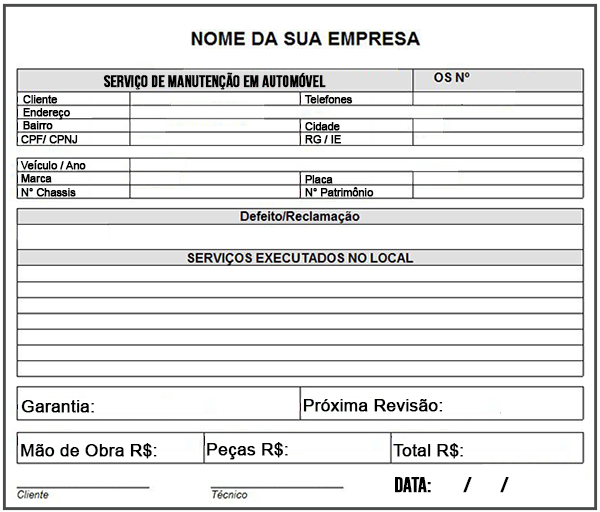 NOME DA SUA EMPRESA
SERVIÇO DE MANUTENÇÃO EM AUTOMÓVEL OS Nº
Cliente Telefones
Endereço
Bairro Cidade
CPF/ CPNJ RG / IE
Veículo / Ano
Marca Placa
N° Chassis N° Patrimônio
Defeito/Reclamação
SERVIÇOS EXECUTADOS NO LOCAL
Garantia: Próxima Revisão:
Mão de Obra R$: Peças R$: Total R$:
DATA: / /
Cliente Técnico